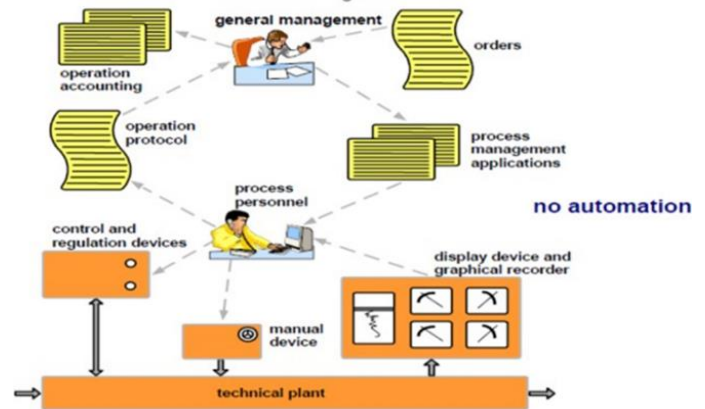 general management
orders
operation
accounting
operation
protocol
process
management
applications
process
personnel
no automation
control and
regulation devices
display device and
graphical recorder
manual
device
technical plant